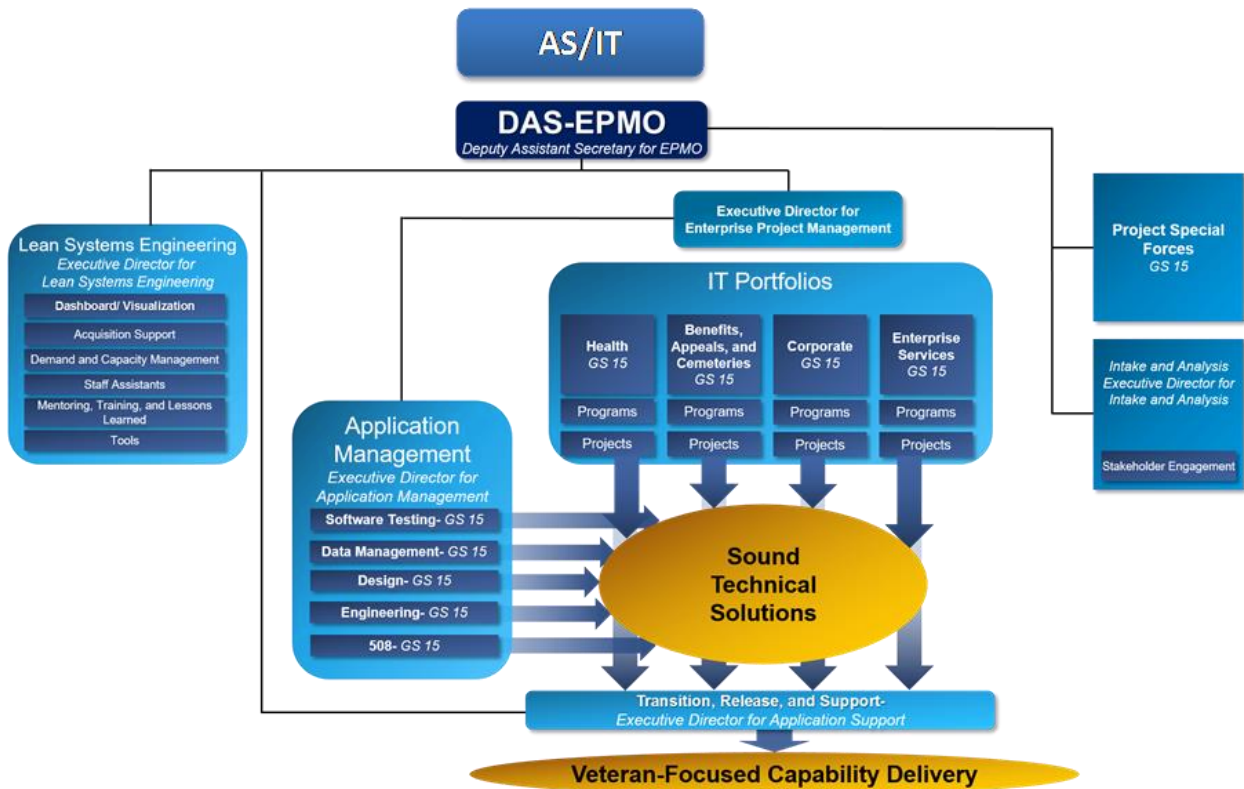 AS/IT
DAS-EPMO
Deputy Assistant Secretary for EPMO
Executive Director for
Enterprise Project Management
Lean Systems Engineering
Executive Director for
Lean Systems Engineering
Dashboard/ Visualization
Acquisition Support
Demand and Capacity Management
Staff Assistants
Mentoring, Training, and Lessons
Learned
Tools
IT Portfolios
Health
GS 15
Programs
Projects
Benefits,
Appeals, and
Cemeteries
GS 15
Programs
Projects
Corporate
GS 15
Programs
Projects
Enterprise
Services
GS 15
Programs
Projects
Project Special
Forces
GS 15
Intake and Analysis
Executive Director for
Intake and Analysis
Stakeholder Engagement
Application
Management
Executive Director for
Application Management
Software Testing- GS 15
Data Management- GS 15
Design- GS 15
Engineering- GS 15
508- GS 15
Sound
Technical
Solutions
Transition, Release, and Support-
Executive Director for Application Support
Veteran-Focused Capability Delivery